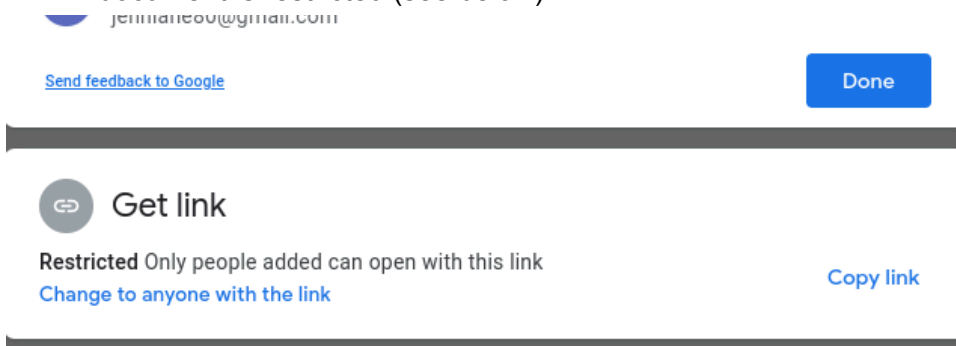 Send feedback to Google
Done
Get link
Restricted Only people added can open with this link
Change to anyone with the link
Copy link